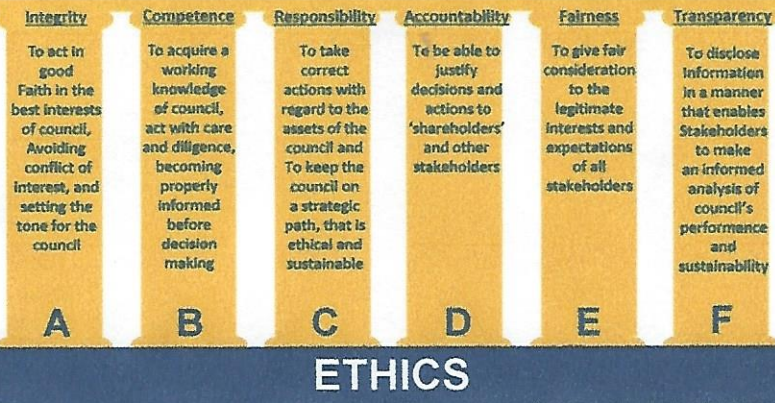 Integrity
To act in
good
Faith in the
best interests
of council,
Avoiding
conflict of
interest, and
setting the
tone for the
council
A
Competence
To acquire a
working
knowledge
of council,
act with care
and diligence,
becoming
properly
informed
before
decision
making
B
Responsibility
To take
correct
actions with
regard to the
assets of the
council and
To keep the
council on
a strategic
path, that is
ethical and
sustainable
C
Accountability
To be able to
justify
decisions and
actions to
'shareholders'
and other
stakeholders
D
Fairness
To give fair
consideration
to the
legitimate
interests and
expectations
of all
stakeholders
E
Transparency
To disclose
Information
in a manner
that enables
Stakeholders
to make
an informed
analysis of
council's
performance
and
sustainability
F
ETHICS